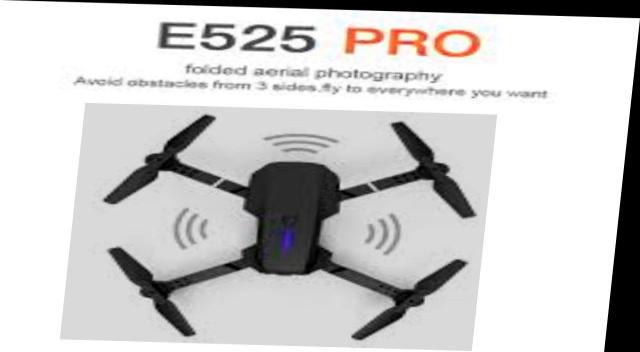 E525 PRO
folded aerial photography
Avoid obstacles from 3 sides.fly to everywhere you want